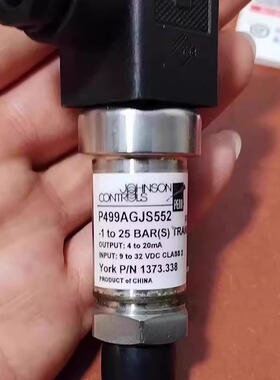 JOHNSON
CONTROLS
PENN
P499AGJS552
-1 to 25 BAR(S)
OUTPUT: 4 to 20mA
INPUT: 9 to 32 VDC CLASS 2
York P/N 1373.338
PRODUCT of CHINA